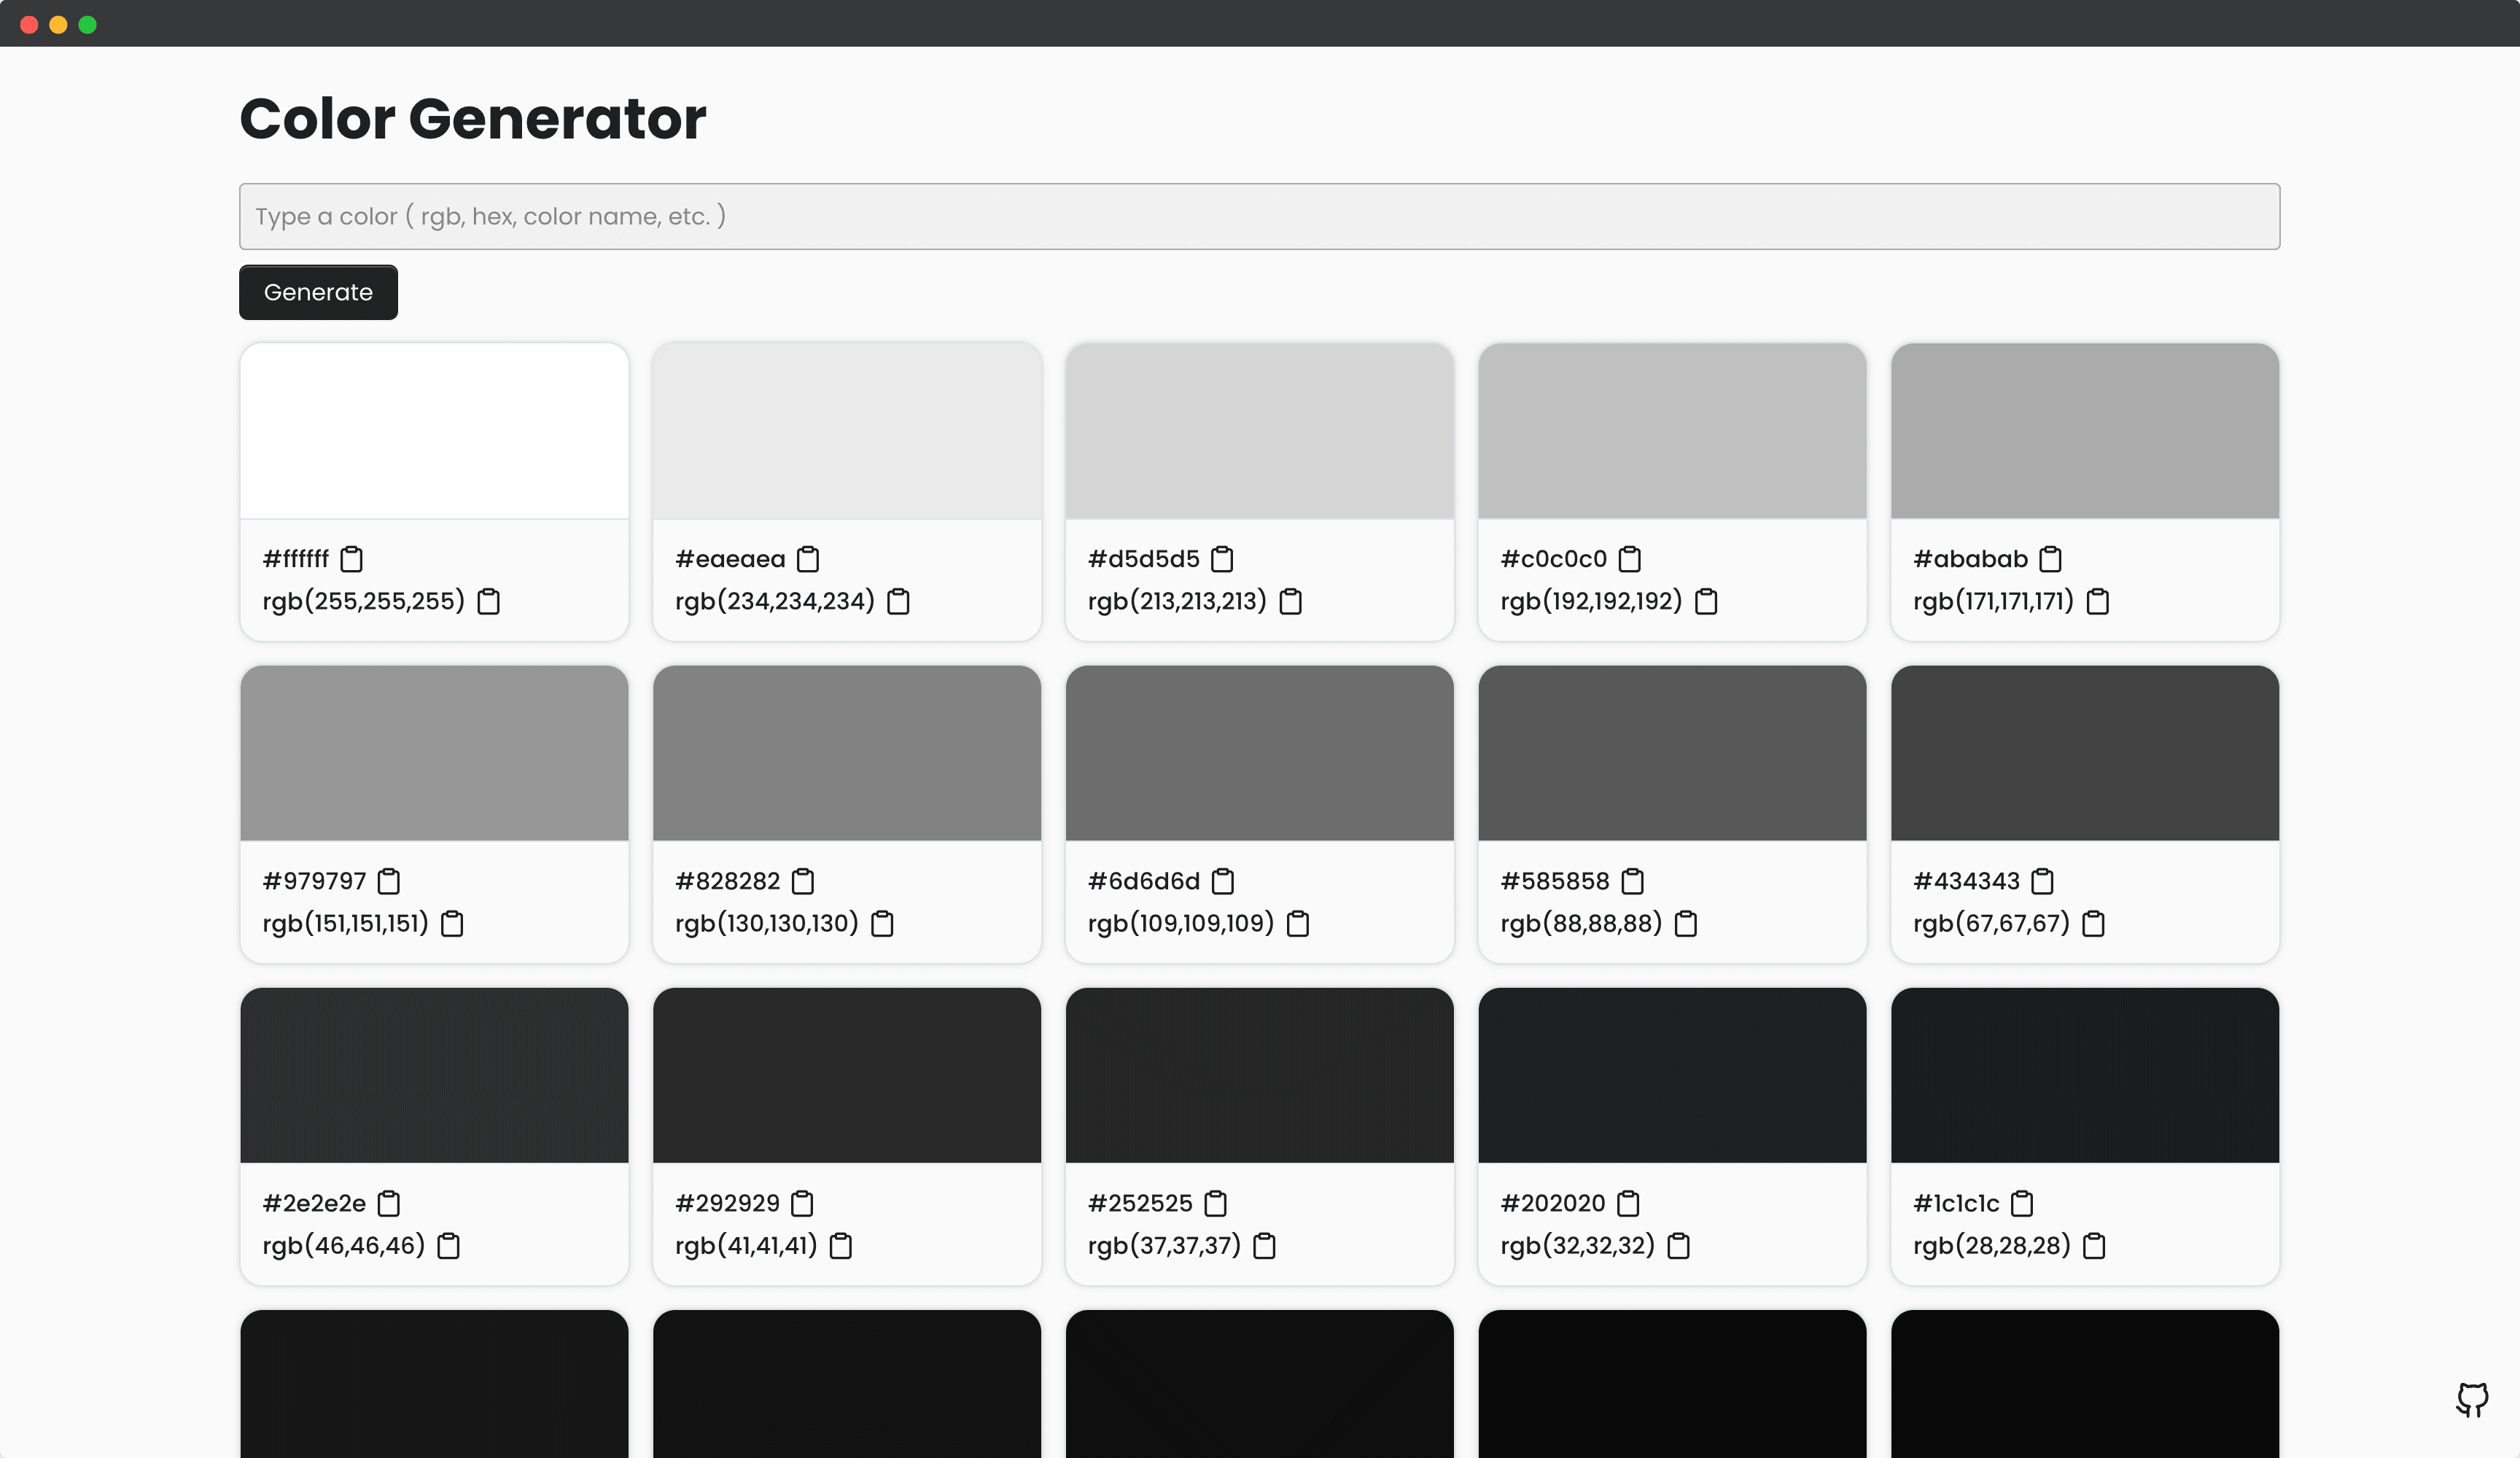 Color Generator
Type a color ( rgb, hex, color name, etc. )
Generate
#ffffff
rgb(255,255,255)
#eaeaea
rgb(234,234,234)
#d5d5d5
rgb(213,213,213)
#c0c0c0
rgb(192,192,192)
#ababab
rgb(171,171,171)
#979797
rgb(151,151,151)
#828282
rgb(130,130,130)
#6d6d6d
rgb(109,109,109)
#585858
rgb(88,88,88)
#434343
rgb(67,67,67)
#2e2e2e
rgb(46,46,46)
#292929
rgb(41,41,41)
#252525
rgb(37,37,37)
#202020
rgb(32,32,32)
#1c1c1c
rgb(28,28,28)